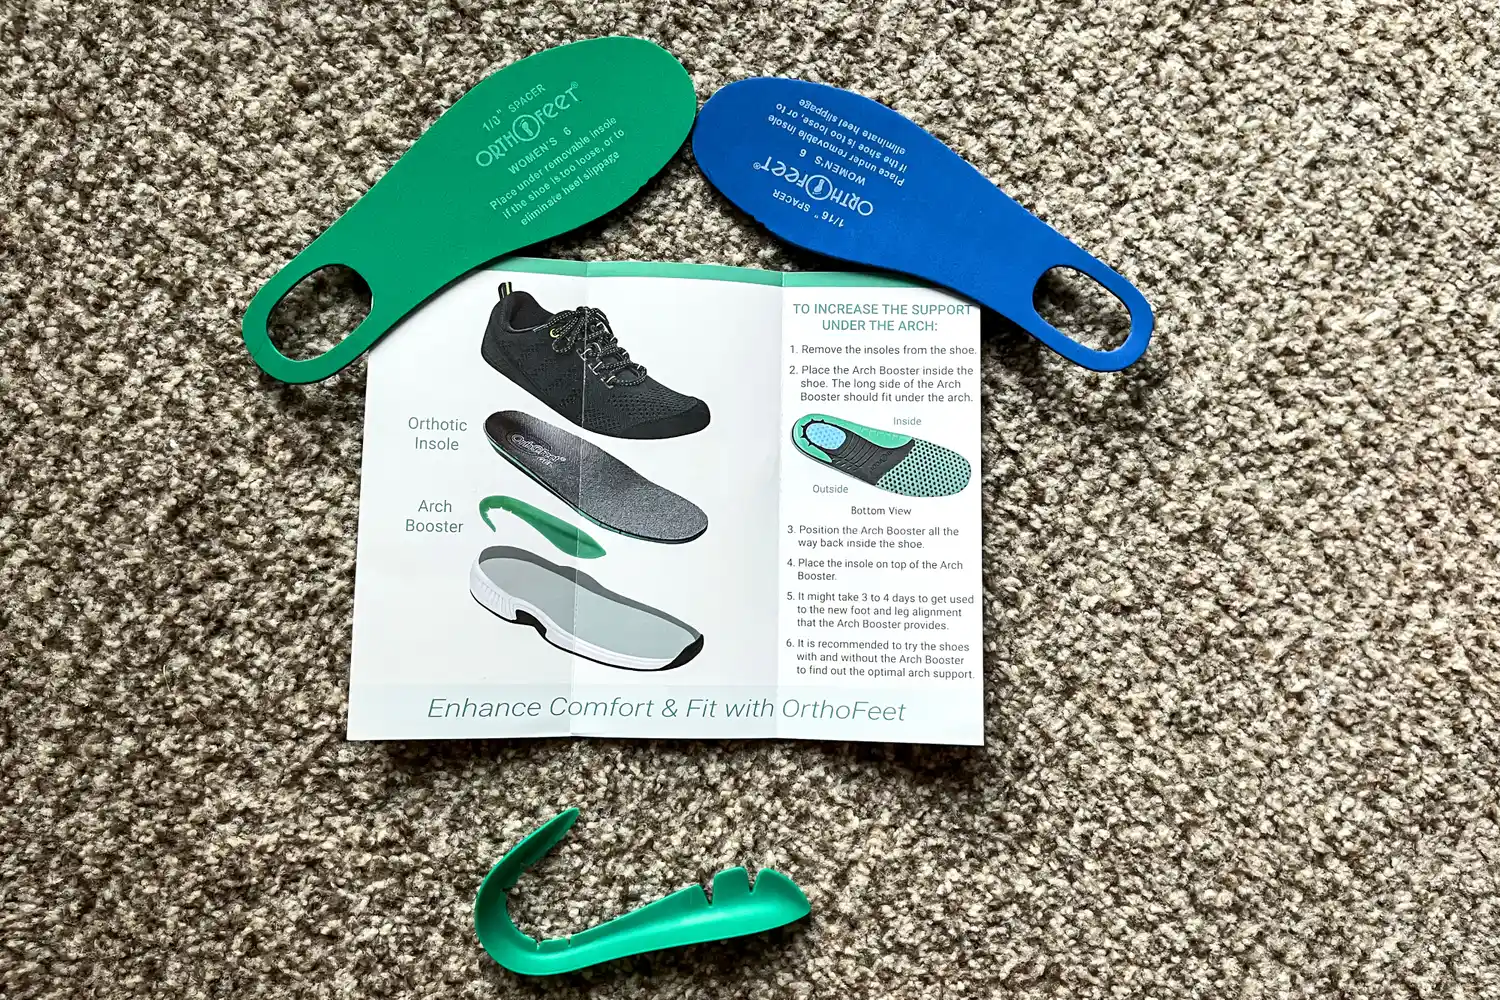 1/8" SPACER
ORTHOFEET®
WOMEN'S 6
Place under removable insole
if the shoe is too loose, or to
eliminate heel slippage
1/16" SPACER
ORTHOFEET®
WOMEN'S 6
Place under removable insole
if the shoe is too loose, or to
eliminate heel slippage
Orthotic
Insole
OrthoFeet®
Arch
Booster
TO INCREASE THE SUPPORT
UNDER THE ARCH:
1. Remove the insoles from the shoe.
2. Place the Arch Booster inside the
shoe. The long side of the Arch
Booster should fit under the arch.
Inside
Outside
Bottom View
3. Position the Arch Booster all the
way back inside the shoe.
4. Place the insole on top of the Arch
Booster.
5. It might take 3 to 4 days to get used
to the new foot and leg alignment
that the Arch Booster provides.
6. It is recommended to try the shoes
with and without the Arch Booster
to find out the optimal arch support.
Enhance Comfort & Fit with OrthoFeet